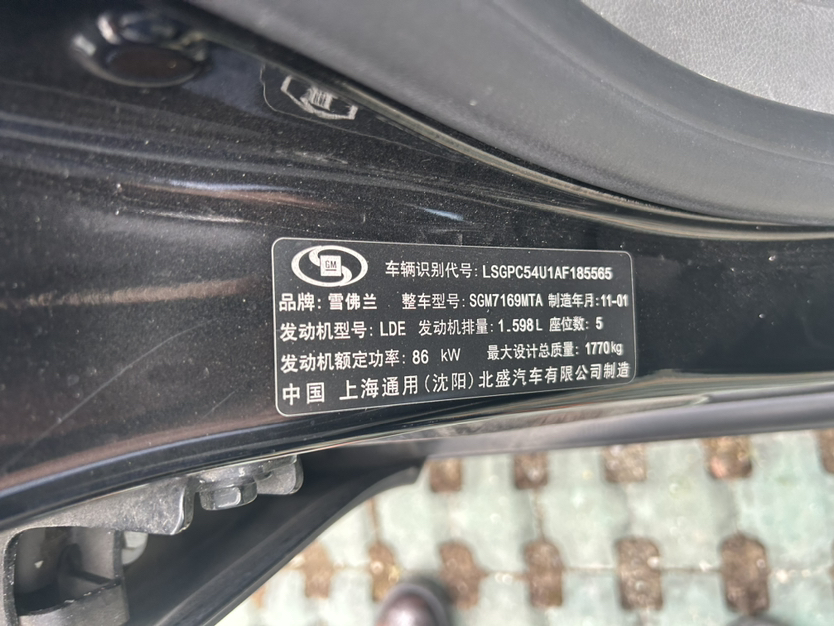 GM
车辆识别代号: LSGPC54U1AF185565
品牌: 雪佛兰 整车型号: SGM7169MTA 制造年月: 11-01
发动机型号: LDE 发动机排量: 1.598L 座位数: 5
发动机额定功率: 86 kW 最大设计总质量: 1770kg
中国 上海通用(沈阳)北盛汽车有限公司制造